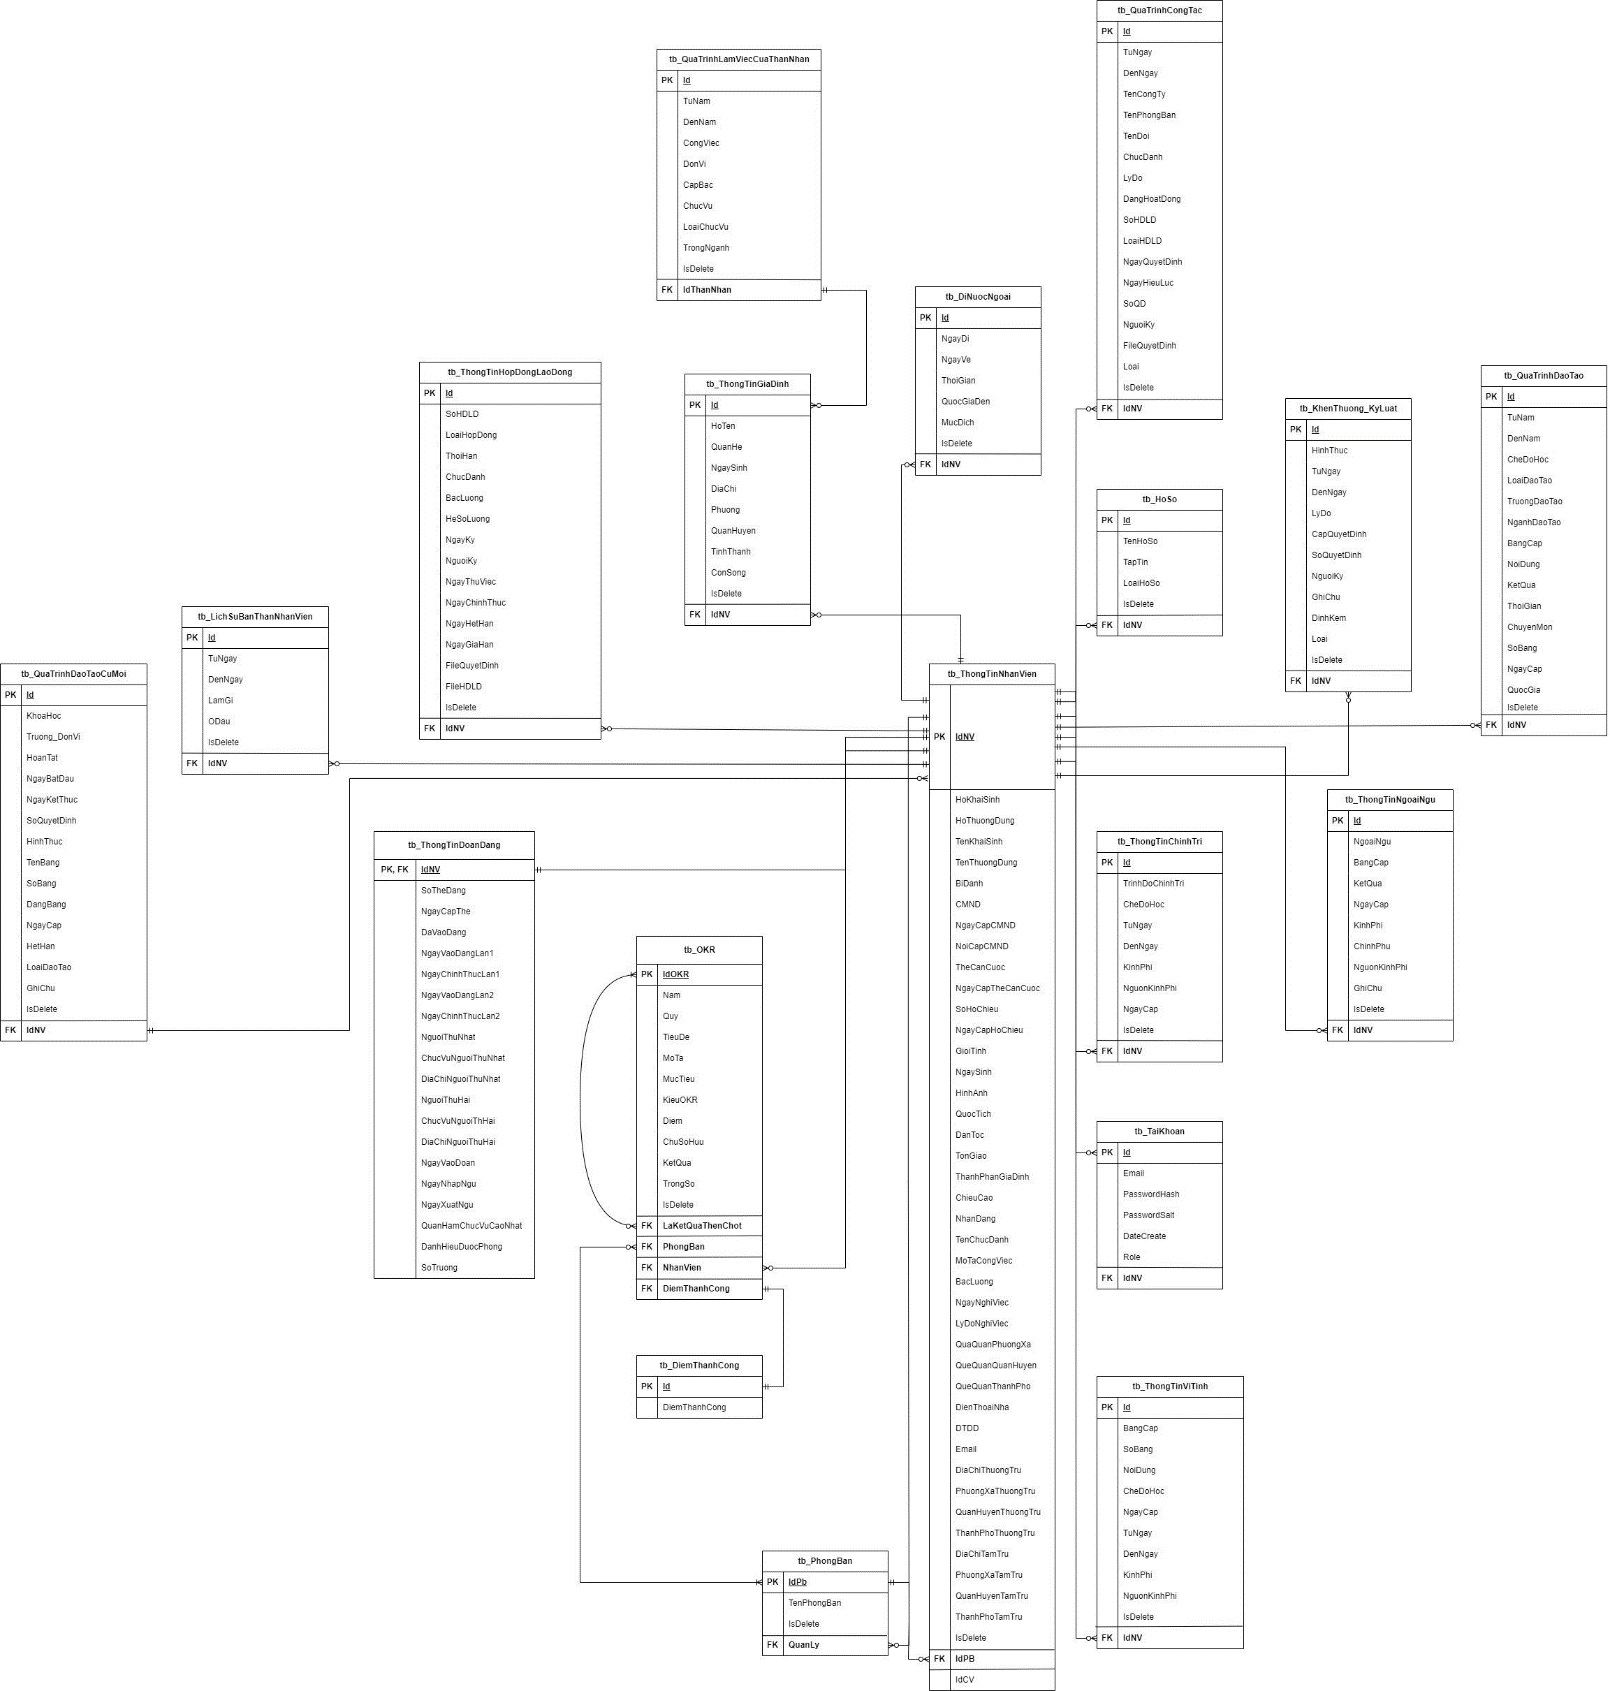 tb_QuaTrinhCongTac
PK Id
TuNgay
DenNgay
TenCongTy
TenPhongBan
TenDoi
ChucDanh
LyDo
DangHoatDong
SoHDLD
LoaiHDLD
NgayQuyetDinh
NgayHieuLuc
SoQD
NguoiKy
FileQuyetDinh
Loai
IsDelete
FK IdNV
tb_QuaTrinhLamViecCuaThanNhan
PK Id
TuNam
DenNam
CongViec
DonVi
CapBac
ChucVu
LoaiChucVu
TrongNganh
IsDelete
FK IdThanNhan
tb_DiNuocNgoai
PK Id
NgayDi
NgayVe
ThoiGian
QuocGiaDen
MucDich
IsDelete
FK IdNV
tb_ThongTinHopDongLaoDong
PK Id
SoHDLD
LoaiHopDong
ThoiHan
ChucDanh
BacLuong
HeSoLuong
NgayKy
NguoiKy
NgayThuViec
NgayChinhThuc
NgayHetHan
NgayGiaHan
FileQuyetDinh
FileHDLD
IsDelete
FK IdNV
tb_ThongTinGiaDinh
PK Id
HoTen
QuanHe
NgaySinh
DiaChi
Phuong
QuanHuyen
TinhThanh
ConSong
IsDelete
FK IdNV
tb_QuaTrinhDaoTao
PK Id
TuNam
DenNam
CheDoHoc
LoaiDaoTao
TruongDaoTao
NganhDaoTao
BangCap
NoiDung
KetQua
ThoiGian
ChuyenMon
SoBang
NgayCap
QuocGia
IsDelete
FK IdNV
tb_KhenThuong_KyLuat
PK Id
HinhThuc
TuNgay
DenNgay
LyDo
CapQuyetDinh
SoQuyetDinh
NguoiKy
GhiChu
DinhKem
Loai
IsDelete
FK IdNV
tb_HoSo
PK Id
TenHoSo
TapTin
LoaiHoSo
IsDelete
FK IdNV
tb_LichSuBanThanNhanVien
PK Id
TuNgay
DenNgay
LamGi
ODau
IsDelete
FK IdNV
tb_QuaTrinhDaoTaoCuMoi
PK Id
KhoaHoc
Truong_DonVi
HoanTat
NgayBatDau
NgayKetThuc
SoQuyetDinh
HinhThuc
TenBang
SoBang
DangBang
NgayCap
HetHan
LoaiDaoTao
GhiChu
IsDelete
FK IdNV
tb_ThongTinNhanVien
PK IdNV
HoKhaiSinh
HoThuongDung
TenKhaiSinh
TenThuongDung
BiDanh
CMND
NgayCapCMND
NoiCapCMND
TheCanCuoc
NgayCapTheCanCuoc
SoHoChieu
NgayCapHoChieu
GioiTinh
NgaySinh
HinhAnh
QuocTich
DanToc
TonGiao
ThanhPhanGiaDinh
ChieuCao
NhanDang
TenChucDanh
MoTaCongViec
BacLuong
NgayNghiViec
LyDoNghiViec
QuaQuanPhuongXa
QueQuanQuanHuyen
QueQuanThanhPho
DienThoaiNha
DTDD
Email
DiaChiThuongTru
PhuongXaThuongTru
QuanHuyenThuongTru
ThanhPhoThuongTru
DiaChiTamTru
PhuongXaTamTru
QuanHuyenTamTru
ThanhPhoTamTru
IsDelete
FK IdPB
IdCV
tb_ThongTinNgoaiNgu
PK Id
NgoaiNgu
BangCap
KetQua
NgayCap
KinhPhi
ChinhPhu
NguonKinhPhi
GhiChu
IsDelete
FK IdNV
tb_ThongTinDoanDang
PK, FK IdNV
SoTheDang
NgayCapThe
DaVaoDang
NgayVaoDangLan1
NgayChinhThucLan1
NgayVaoDangLan2
NgayChinhThucLan2
NguoiThuNhat
ChucVuNguoiThuNhat
DiaChiNguoiThuNhat
NguoiThuHai
ChucVuNguoiThHai
DiaChiNguoiThuHai
NgayVaoDoan
NgayNhapNgu
NgayXuatNgu
QuanHamChucVuCaoNhat
DanhHieuDuocPhong
SoTruong
tb_ThongTinChinhTri
PK Id
TrinhDoChinhTri
CheDoHoc
TuNgay
DenNgay
KinhPhi
NguonKinhPhi
NgayCap
IsDelete
FK IdNV
tb_OKR
PK IdOKR
Nam
Quy
TieuDe
MoTa
MucTieu
KieuOKR
Diem
ChuSoHuu
KetQua
TrongSo
IsDelete
FK LaKetQuaThenChot
FK PhongBan
FK NhanVien
FK DiemThanhCong
tb_TaiKhoan
PK Id
Email
PasswordHash
PasswordSalt
DateCreate
Role
FK IdNV
tb_DiemThanhCong
PK Id
DiemThanhCong
tb_ThongTinViTinh
PK Id
BangCap
SoBang
NoiDung
CheDoHoc
NgayCap
TuNgay
DenNgay
KinhPhi
NguonKinhPhi
IsDelete
FK IdNV
tb_PhongBan
PK IdPb
TenPhongBan
IsDelete
FK QuanLy